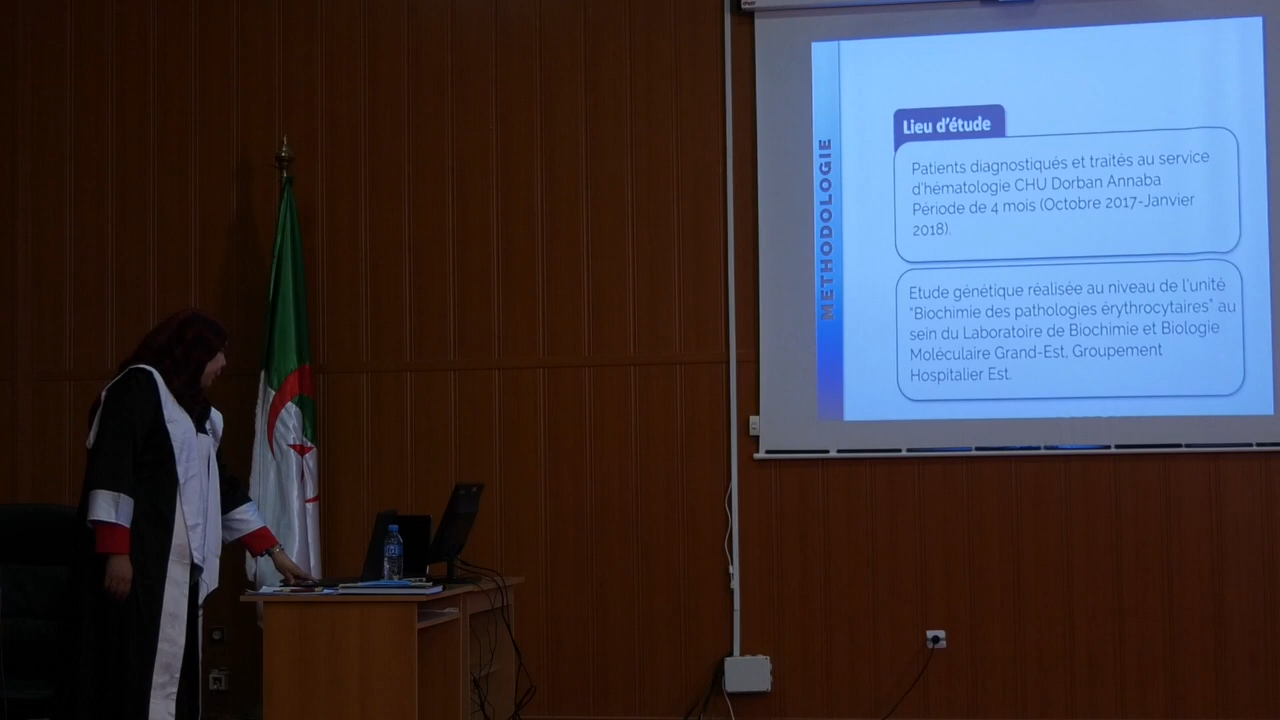 METHODOLOGIE
Lieu d'étude
Patients diagnostiqués et traités au service
d'hématologie CHU Dorban Annaba
Période de 4 mois (Octobre 2017-Janvier
2018).
Etude génétique réalisée au niveau de l'unité
"Biochimie des pathologies érythrocytaires" au
sein du Laboratoire de Biochimie et Biologie
Moléculaire Grand-Est, Groupement
Hospitalier Est.